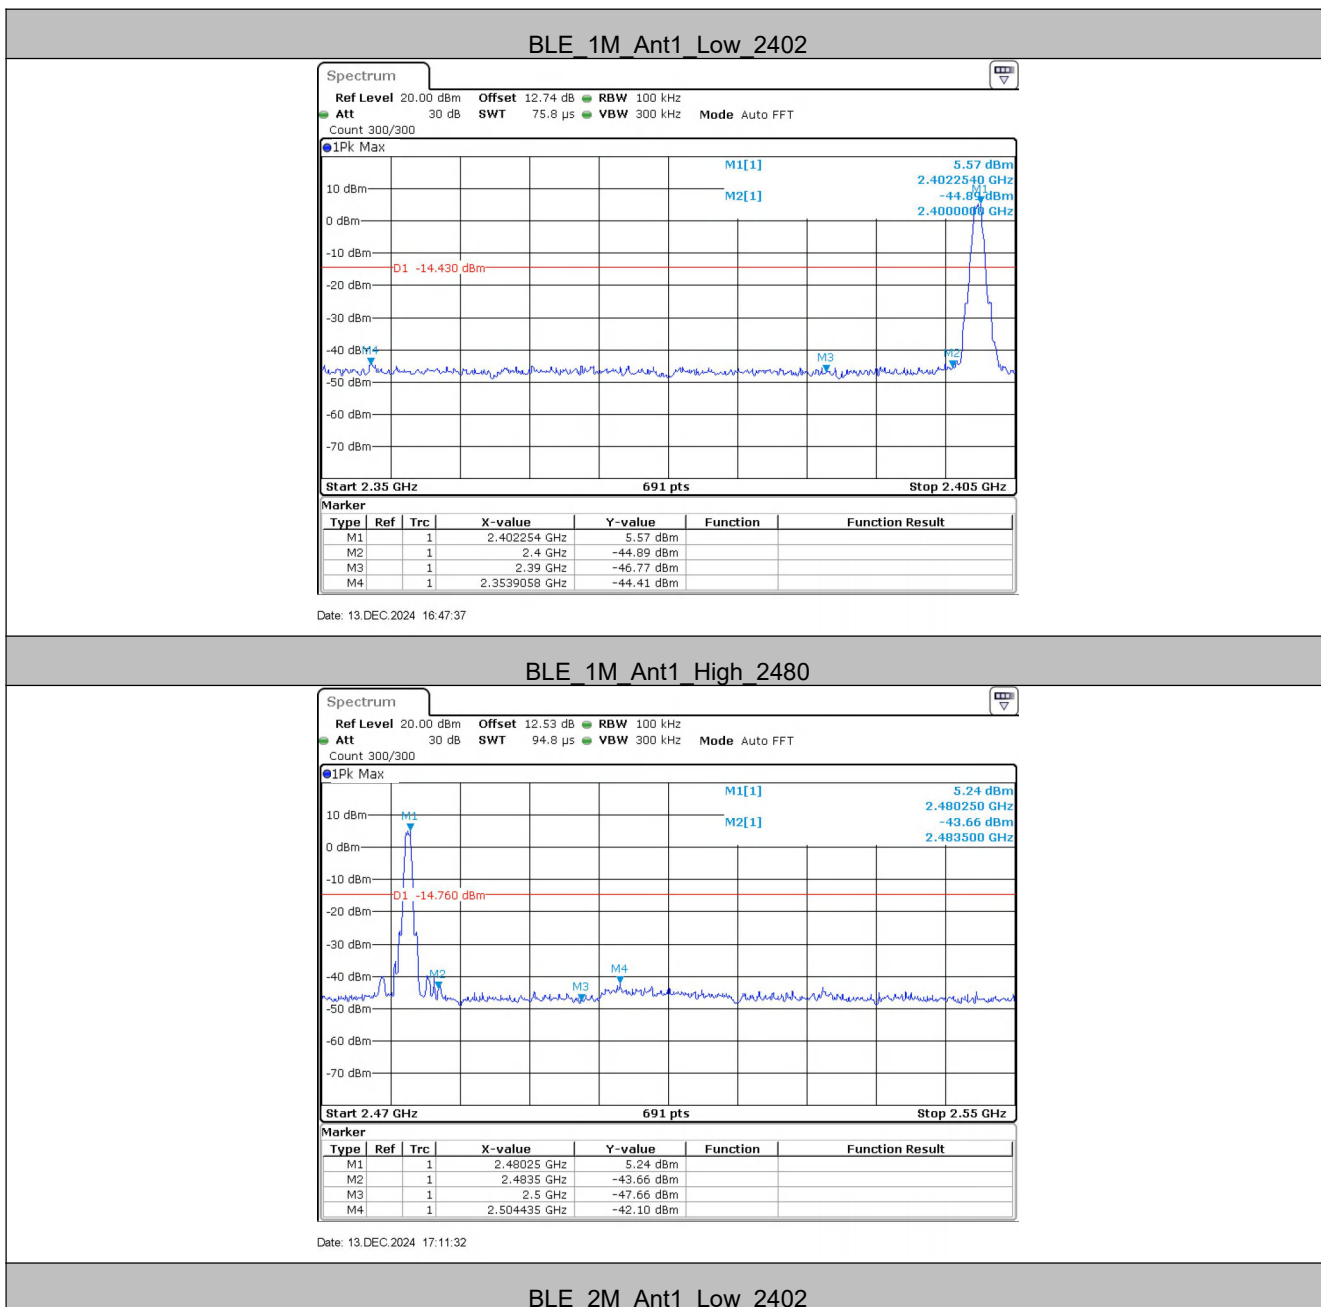 BLE_1M_Ant1_Low_2402
Spectrum
Ref Level 20.00 dBm Offset 12.74 dB RBW 100 kHz
Att 30 dB SWT 75.8 µs VBW 300 kHz Mode Auto FFT
Count 300/300
1Pk Max
M1[1] 5.57 dBm
2.4022540 GHz
M2[1] -44.89 dBm
2.4000000 GHz
M1
10 dBm
0 dBm
-10 dBm
D1 -14.430 dBm
-20 dBm
-30 dBm
-40 dBm
M4
M3
M2
-50 dBm
-60 dBm
-70 dBm
Start 2.35 GHz 691 pts Stop 2.405 GHz
Marker
Type Ref Trc X-value Y-value Function Function Result
M1 1 2.402254 GHz 5.57 dBm
M2 1 2.4 GHz -44.89 dBm
M3 1 2.39 GHz -46.77 dBm
M4 1 2.3539058 GHz -44.41 dBm
Date: 13.DEC.2024 16:47:37
BLE_1M_Ant1_High_2480
Spectrum
Ref Level 20.00 dBm Offset 12.53 dB RBW 100 kHz
Att 30 dB SWT 94.8 µs VBW 300 kHz Mode Auto FFT
Count 300/300
1Pk Max
M1[1] 5.24 dBm
2.480250 GHz
M2[1] -43.66 dBm
2.483500 GHz
10 dBm
M1
0 dBm
-10 dBm
D1 -14.760 dBm
-20 dBm
-30 dBm
-40 dBm
M2
M3
M4
-50 dBm
-60 dBm
-70 dBm
Start 2.47 GHz 691 pts Stop 2.55 GHz
Marker
Type Ref Trc X-value Y-value Function Function Result
M1 1 2.48025 GHz 5.24 dBm
M2 1 2.4835 GHz -43.66 dBm
M3 1 2.5 GHz -47.66 dBm
M4 1 2.504435 GHz -42.10 dBm
Date: 13.DEC.2024 17:11:32
BLE_2M_Ant1_Low_2402